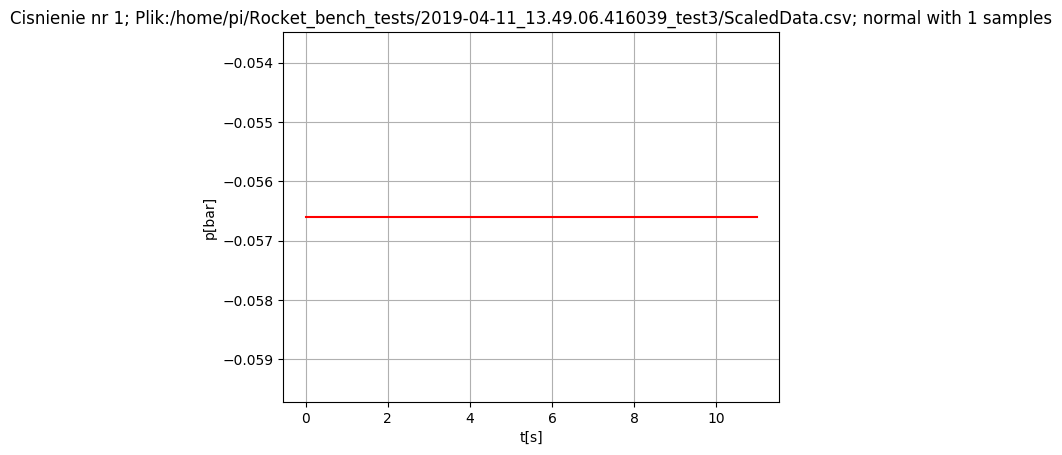 Cisnienie nr 1; Plik:/home/pi/Rocket_bench_tests/2019-04-11_13.49.06.416039_test3/ScaledData.csv; normal with 1 samples
−0.054
−0.055
−0.056
−0.057
−0.058
−0.059
p[bar]
0 2 4 6 8 10
t[s]